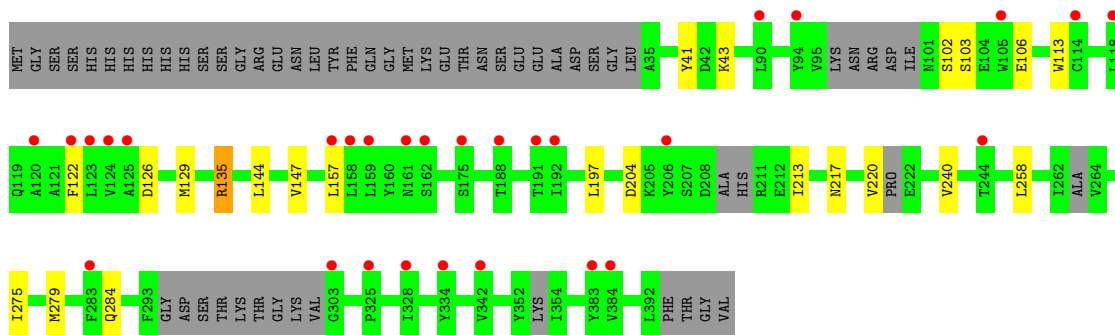 MET GLY SER SER HIS HIS HIS HIS HIS HIS SER SER GLY ARG GLU ASN LEU TYR PHE GLN GLY MET LYS GLU THR ASN SER GLU GLU ALA ASP SER GLY LEU A35 Y41 D42 K43 L90 Y94 V95 LYS ASN ARG ASP ILE N101 S102 S103 E104 W105 E106 W113 C114 L118
Q119 A120 A121 F122 L123 V124 A125 D126 M129 R135 L144 V147 L157 L158 L159 Y160 N161 S162 S175 T188 T191 I192 L197 D204 K205 Y206 S207 D208 ALA HIS R211 E212 I213 N217 V220 PRO E222 V240 T244 L258 I262 ALA V264
I275 M279 F283 Q284 F293 GLY ASP SER THR LYS THR GLY LYS VAL G303 P325 I328 Y334 V342 Y352 LYS I354 Y383 V384 L392 PHE THR GLY VAL